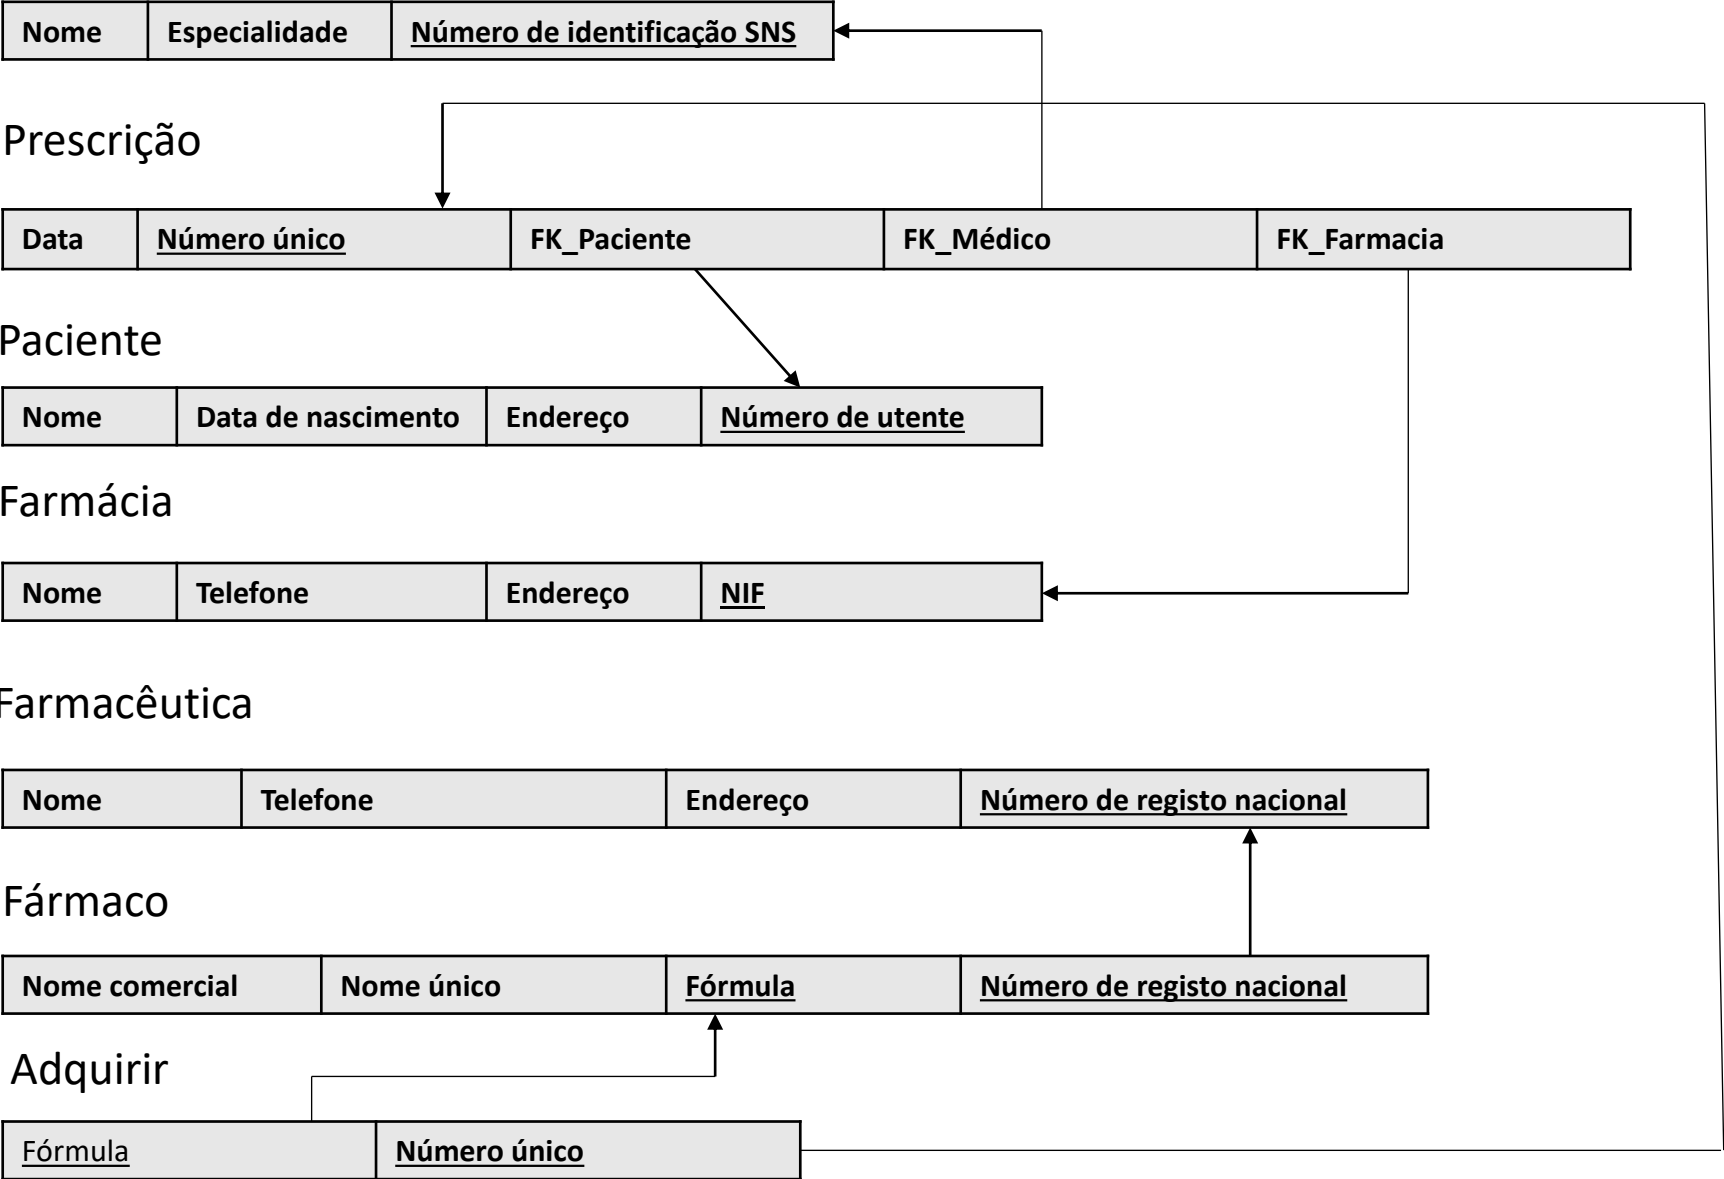 Nome Especialidade Número de identificação SNS
Prescrição
Data Número único FK_Paciente FK_Médico FK_Farmacia
Paciente
Nome Data de nascimento Endereço Número de utente
Farmácia
Nome Telefone Endereço NIF
Farmacêutica
Nome Telefone Endereço Número de registo nacional
Fármaco
Nome comercial Nome único Fórmula Número de registo nacional
Adquirir
Fórmula Número único